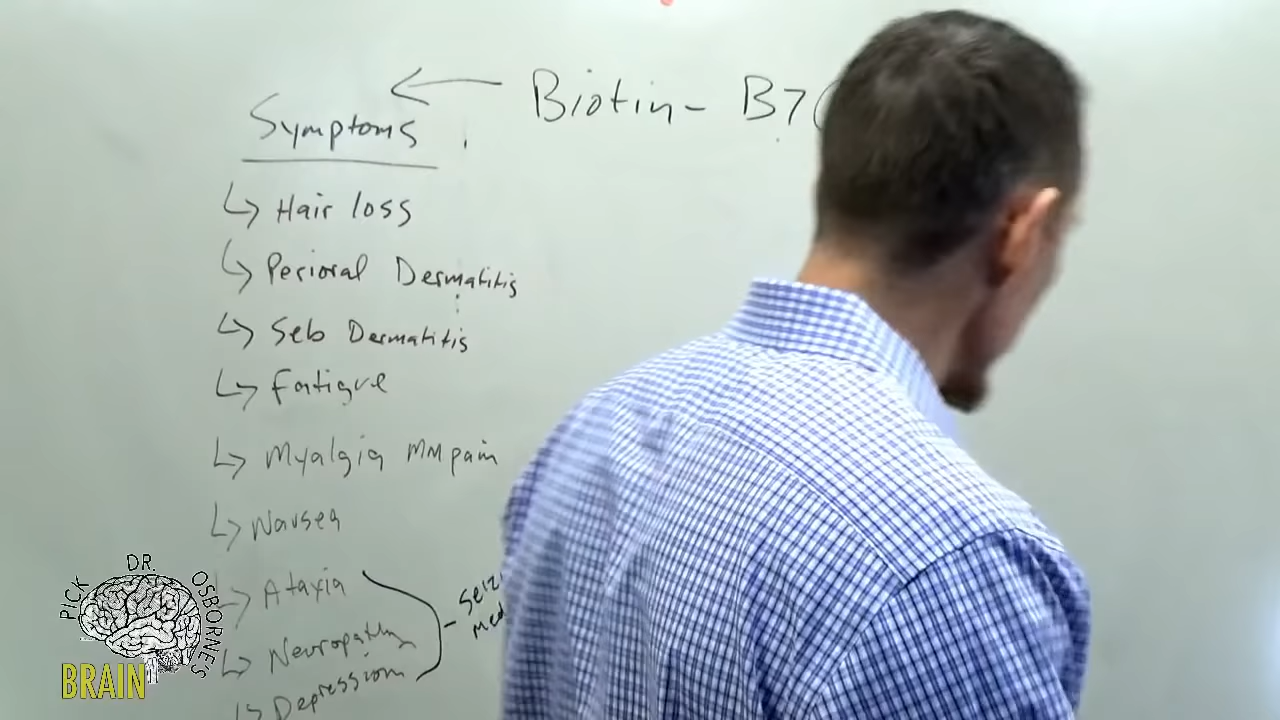 Biotin - B7(
Symptoms
↳ Hair loss
↳ Perioral Dermatitis
↳ Seb Dermatitis
↳ Fatigue
↳ Myalgia MM pain
↳ Nausea
↳ Ataxia
↳ Neuropathy
↳ Depression
PICK
DR.
OSBORNES
BRAIN